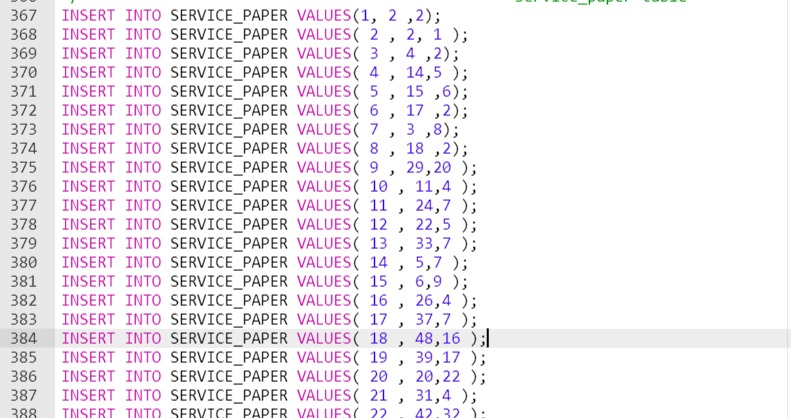 367 INSERT INTO SERVICE_PAPER VALUES(1, 2 ,2);
368 INSERT INTO SERVICE_PAPER VALUES( 2 , 2, 1 );
369 INSERT INTO SERVICE_PAPER VALUES( 3 , 4 ,2);
370 INSERT INTO SERVICE_PAPER VALUES( 4 , 14,5 );
371 INSERT INTO SERVICE_PAPER VALUES( 5 , 15 ,6);
372 INSERT INTO SERVICE_PAPER VALUES( 6 , 17 ,2);
373 INSERT INTO SERVICE_PAPER VALUES( 7 , 3 ,8);
374 INSERT INTO SERVICE_PAPER VALUES( 8 , 18 ,2);
375 INSERT INTO SERVICE_PAPER VALUES( 9 , 29,20 );
376 INSERT INTO SERVICE_PAPER VALUES( 10 , 11,4 );
377 INSERT INTO SERVICE_PAPER VALUES( 11 , 24,7 );
378 INSERT INTO SERVICE_PAPER VALUES( 12 , 22,5 );
379 INSERT INTO SERVICE_PAPER VALUES( 13 , 33,7 );
380 INSERT INTO SERVICE_PAPER VALUES( 14 , 5,7 );
381 INSERT INTO SERVICE_PAPER VALUES( 15 , 6,9 );
382 INSERT INTO SERVICE_PAPER VALUES( 16 , 26,4 );
383 INSERT INTO SERVICE_PAPER VALUES( 17 , 37,7 );
384 INSERT INTO SERVICE_PAPER VALUES( 18 , 48,16 );
385 INSERT INTO SERVICE_PAPER VALUES( 19 , 39,17 );
386 INSERT INTO SERVICE_PAPER VALUES( 20 , 20,22 );
387 INSERT INTO SERVICE_PAPER VALUES( 21 , 31,4 );
388 INSERT INTO SERVICE_PAPER VALUES( 22 , 42,32 );